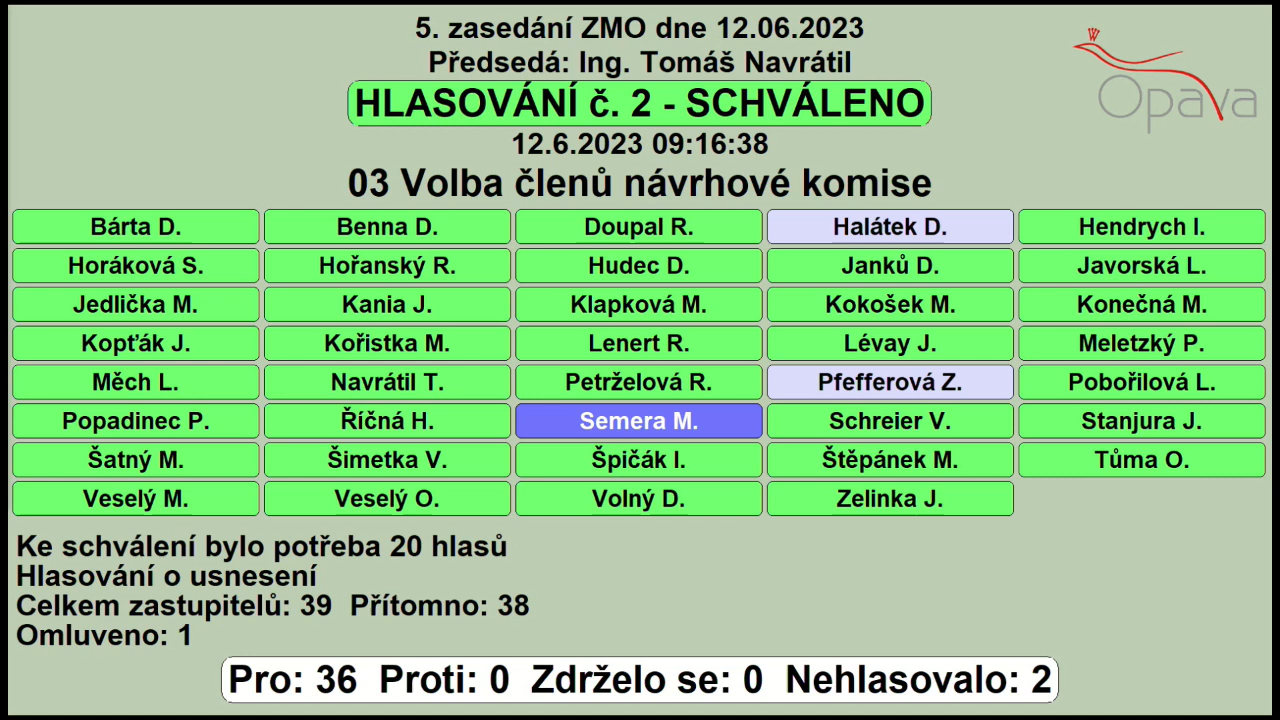 5. zasedání ZMO dne 12.06.2023
Předsedá: Ing. Tomáš Navrátil
HLASOVÁNÍ č. 2 - SCHVÁLENO
12.6.2023 09:16:38
03 Volba členů návrhové komise
Opava
Bárta D. Benna D. Doupal R. Halátek D. Hendrych I.
Horáková S. Hořanský R. Hudec D. Janků D. Javorská L.
Jedlička M. Kania J. Klapková M. Kokošek M. Konečná M.
Kopťák J. Kořistka M. Lenert R. Lévay J. Meletzký P.
Měch L. Navrátil T. Petrželová R. Pfefferová Z. Pobořilová L.
Popadinec P. Říčná H. Semera M. Schreier V. Stanjura J.
Šatný M. Šimetka V. Špičák I. Štěpánek M. Tůma O.
Veselý M. Veselý O. Volný D. Zelinka J.
Ke schválení bylo potřeba 20 hlasů
Hlasování o usnesení
Celkem zastupitelů: 39 Přítomno: 38
Omluveno: 1
Pro: 36 Proti: 0 Zdrželo se: 0 Nehlasovalo: 2